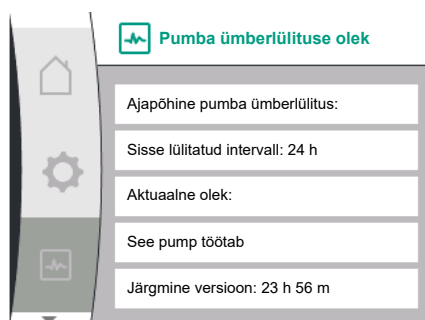 Pumba ümberlülituse olek
Ajapõhine pumba ümberlülitus:
Sisse lülitatud intervall: 24 h
Aktuaalne olek:
See pump töötab
Järgmine versioon: 23 h 56 m